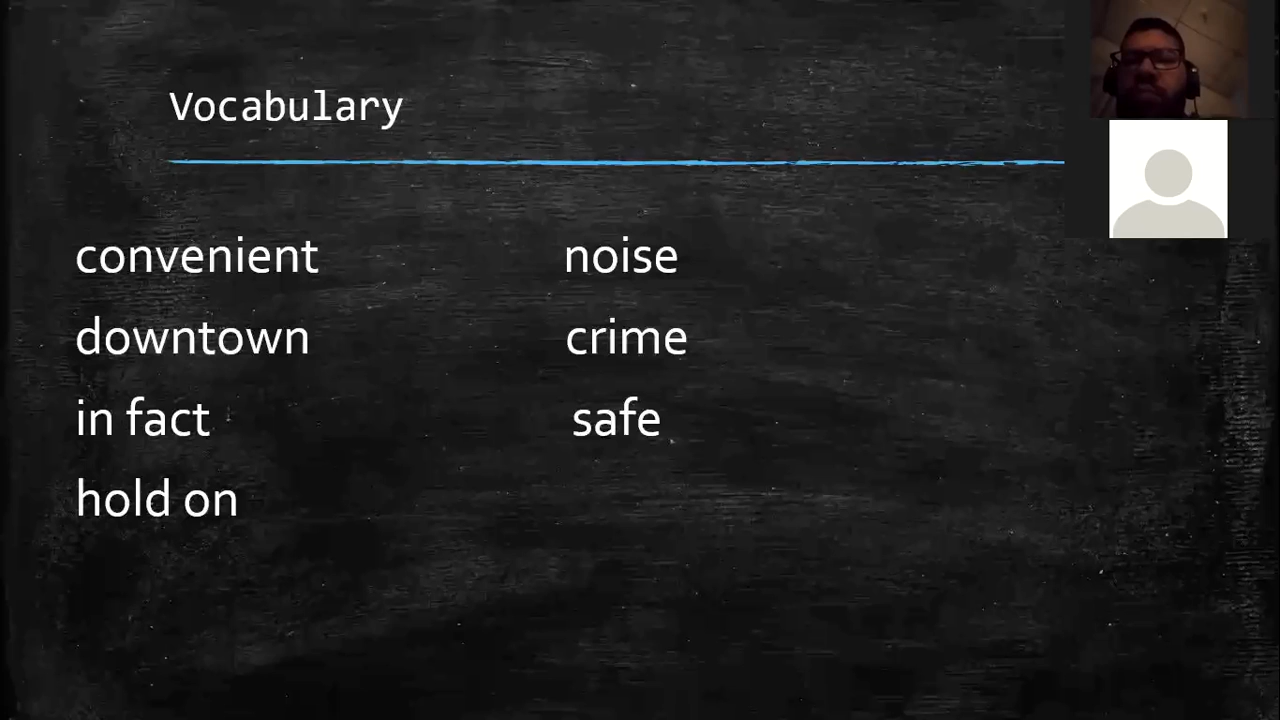 Vocabulary
convenient
downtown
in fact
hold on
noise
crime
safe